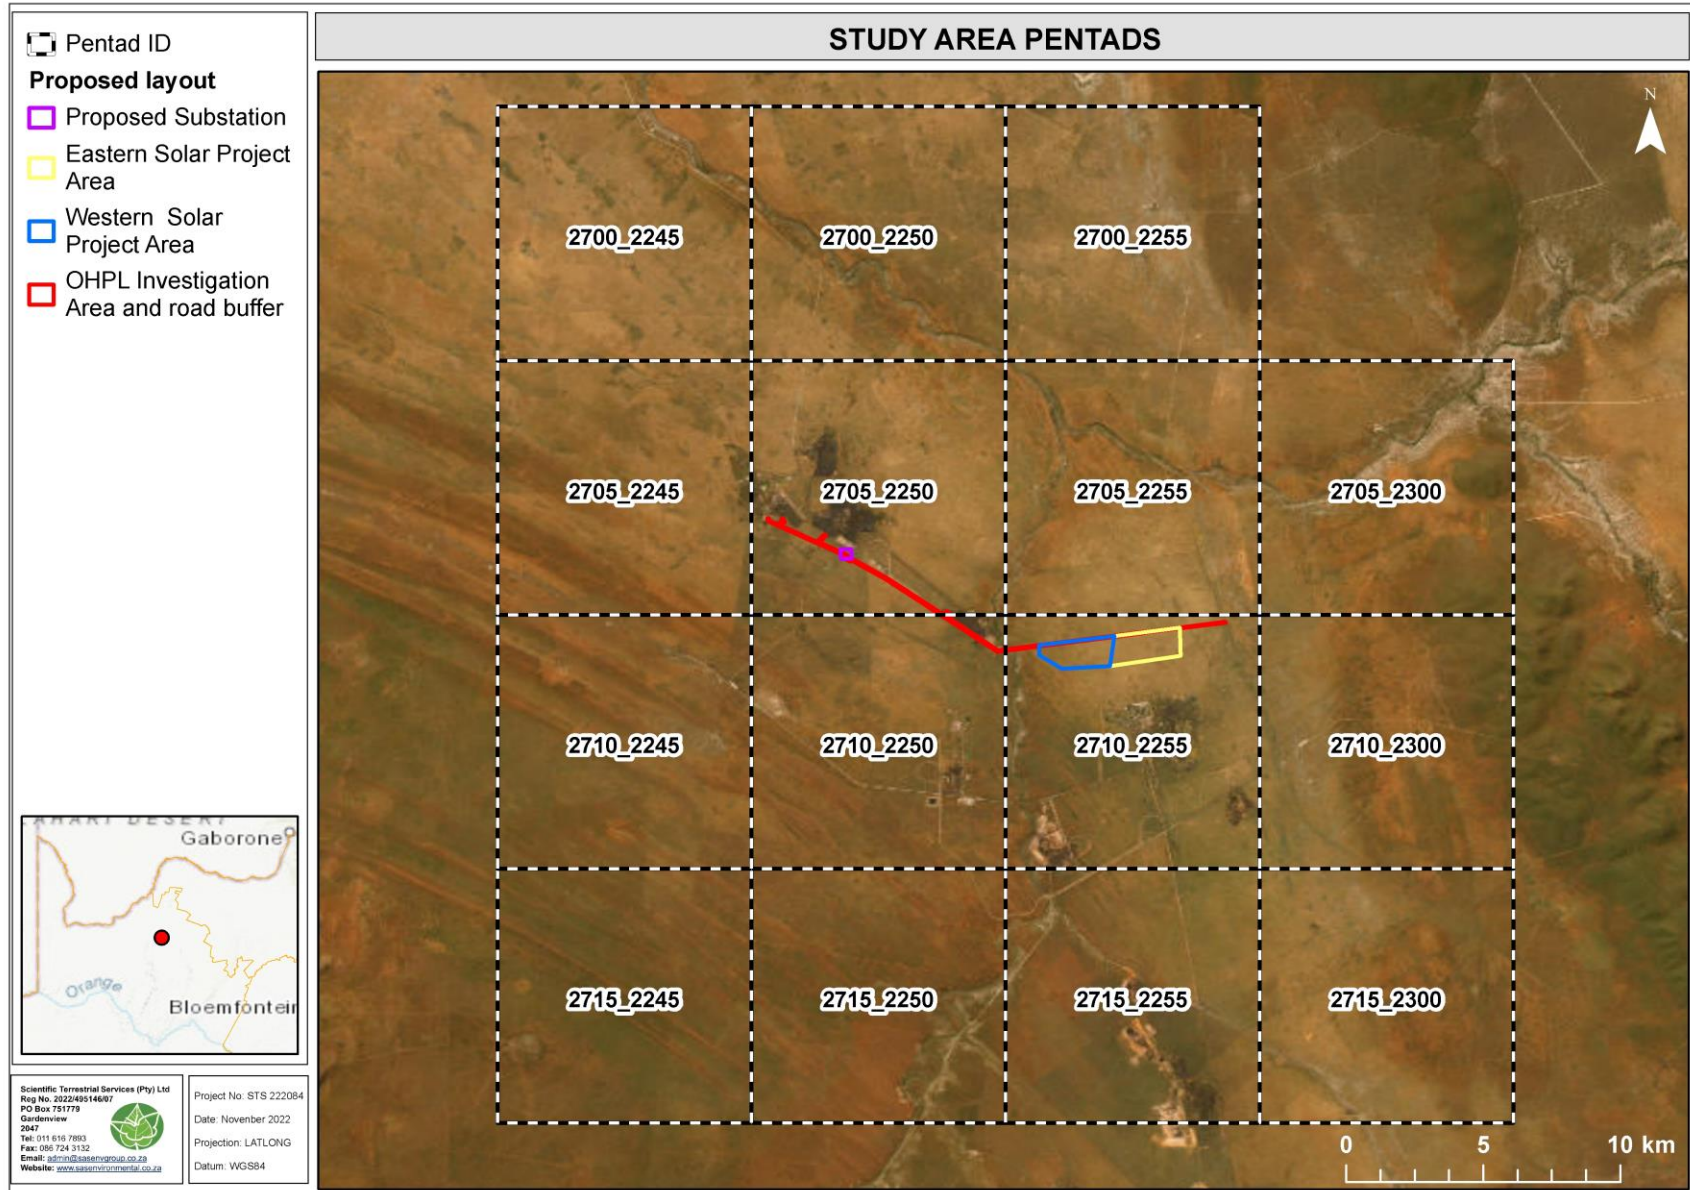 STUDY AREA PENTADS
Pentad ID
Proposed layout
Proposed Substation
Eastern Solar Project
Area
Western Solar
Project Area
OHPL Investigation
Area and road buffer
N
2700_2245
2700_2250
2700_2255
2705_2245
2705_2250
2705_2255
2705_2300
2710_2245
2710_2250
2710_2255
2710_2300
2715_2245
2715_2250
2715_2255
2715_2300
0 5 10 km
AHARI DESERT
Gaborone
Orange
Bloemfontein
Scientific Terrestrial Services (Pty) Ltd
Reg No. 2022/495146/07
PO Box 751779
Gardenview
2047
Tel: 011 616 7893
Fax: 086 724 3132
Email: admin@sasenvgroup.co.za
Website: www.sasenvironmental.co.za
Project No: STS 222084
Date: Novenber 2022
Projection: LATLONG
Datum: WGS84